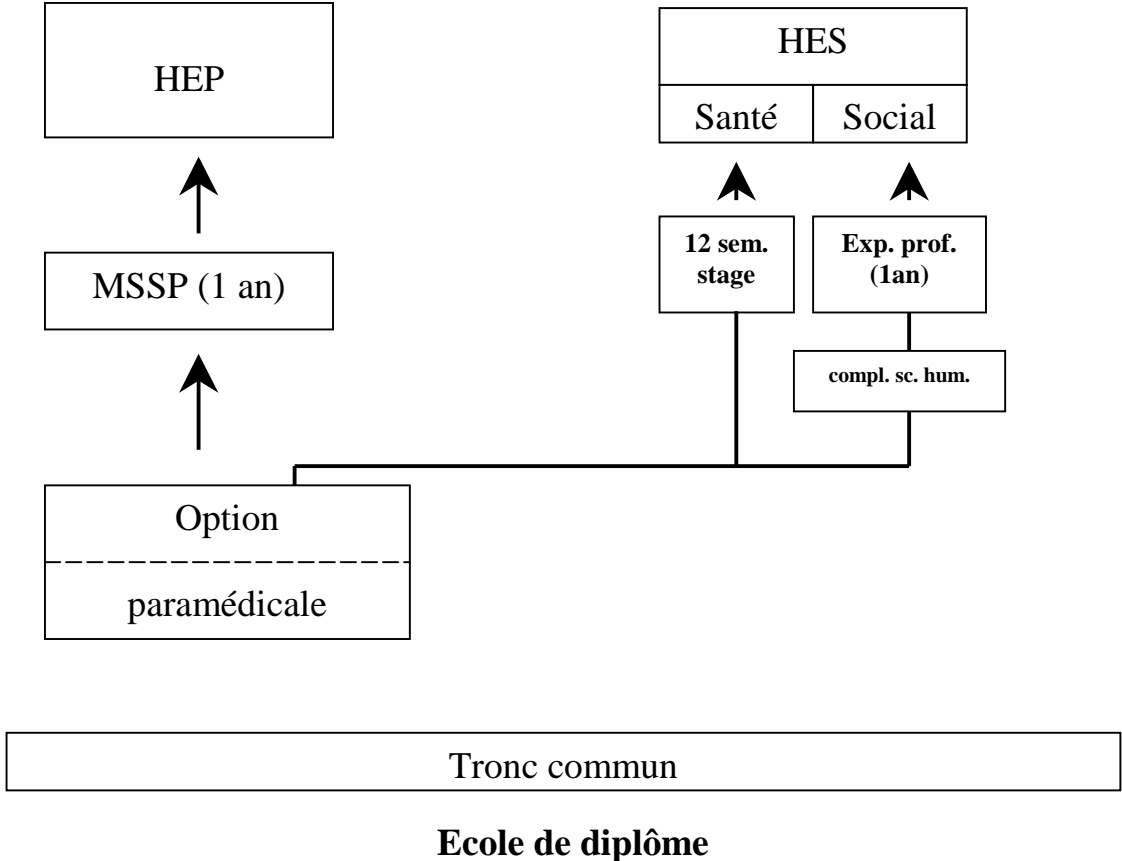 HEP
HES
Santé
Social
12 sem.
stage
Exp. prof.
(1an)
MSSP (1 an)
compl. sc. hum.
Option
paramédicale
Tronc commun
Ecole de diplôme